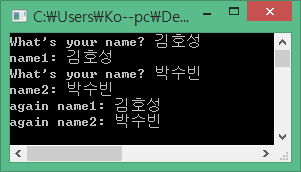 C:￦Users￦Ko--pc￦De...
What's your name? 김호성
name1: 김호성
What's your name? 박수빈
name2: 박수빈
again name1: 김호성
again name2: 박수빈